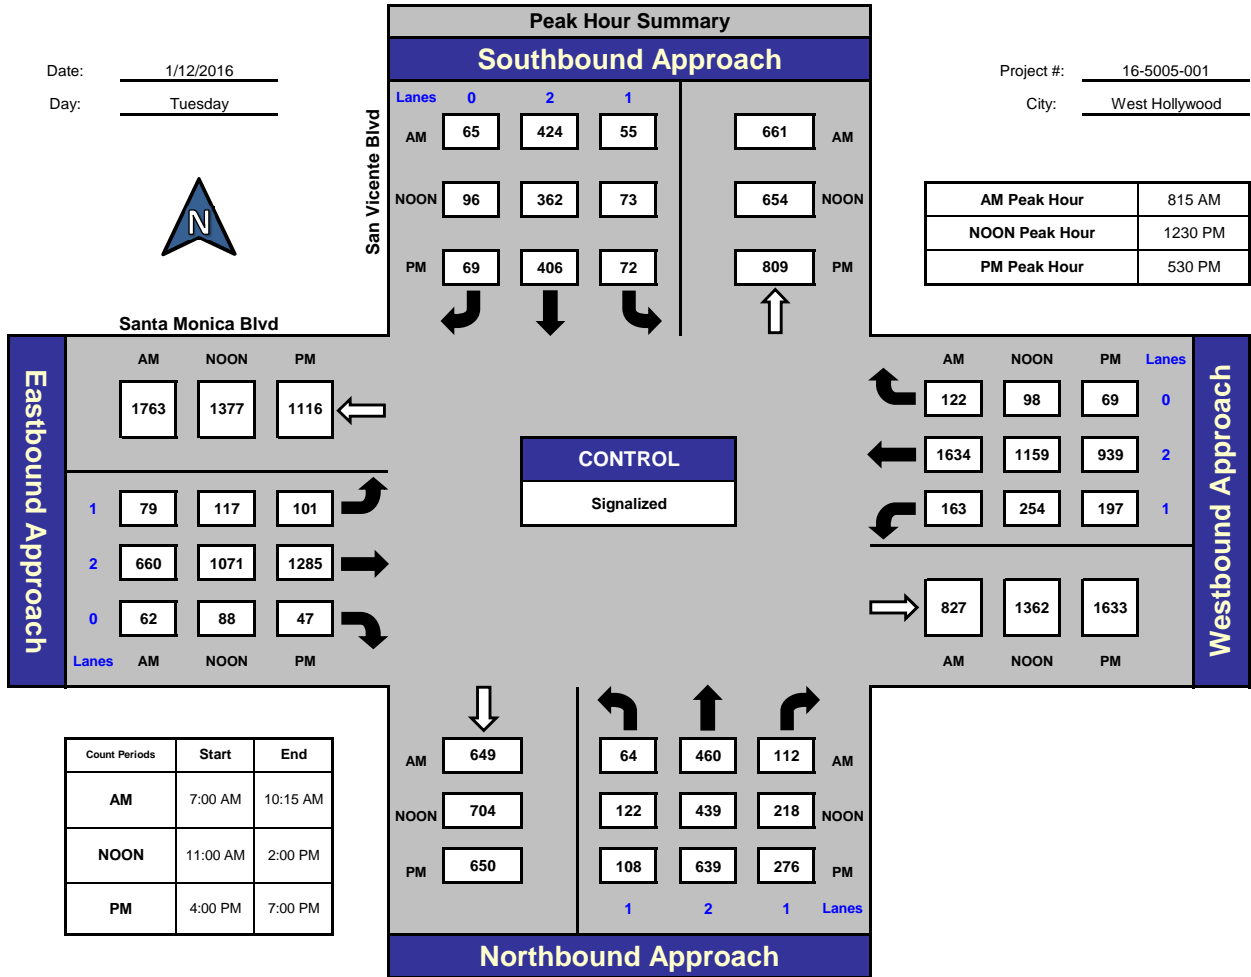 Peak Hour Summary
Southbound Approach
Date: 1/12/2016
Day: Tuesday
Project #: 16-5005-001
City: West Hollywood
N
San Vicente Blvd
Lanes 0 2 1
AM 65 424 55 661 AM
NOON 96 362 73 654 NOON
PM 69 406 72 809 PM
AM Peak Hour 815 AM
NOON Peak Hour 1230 PM
PM Peak Hour 530 PM
Santa Monica Blvd
Eastbound Approach
AM NOON PM
1763 1377 1116
1 79 117 101
2 660 1071 1285
0 62 88 47
Lanes AM NOON PM
CONTROL
Signalized
AM NOON PM Lanes
122 98 69 0
1634 1159 939 2
163 254 197 1
827 1362 1633
AM NOON PM
Westbound Approach
Count Periods Start End
AM 7:00 AM 10:15 AM
NOON 11:00 AM 2:00 PM
PM 4:00 PM 7:00 PM
AM 649 64 460 112 AM
NOON 704 122 439 218 NOON
PM 650 108 639 276 PM
1 2 1 Lanes
Northbound Approach